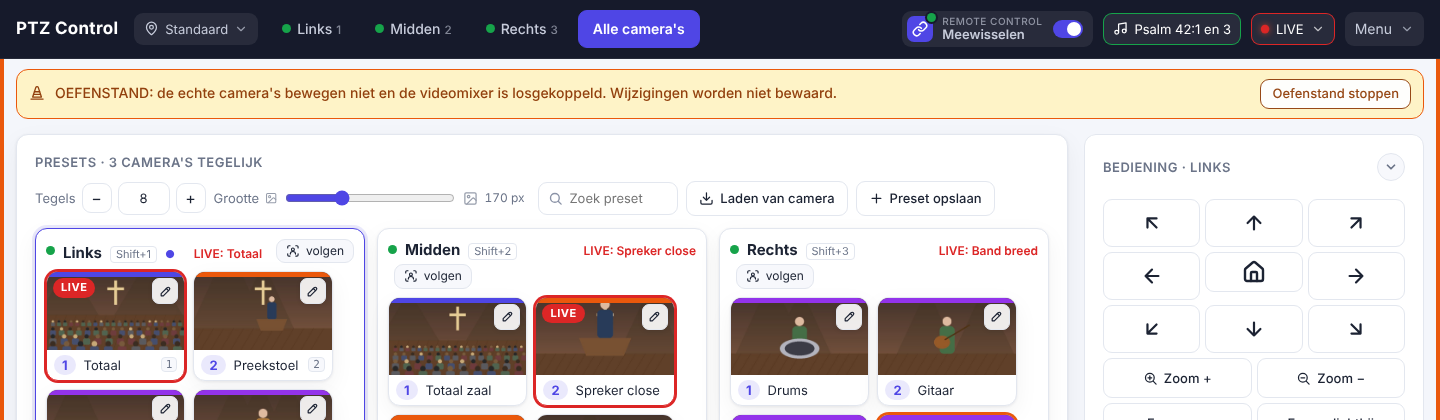 PTZ Control Standaard Links 1 Midden 2 Rechts 3 Alle camera's REMOTE CONTROL Meewisselen Psalm 42:1 en 3 LIVE Menu
OEFENSTAND: de echte camera's bewegen niet en de videomixer is losgekoppeld. Wijzigingen worden niet bewaard. Oefenstand stoppen
PRESETS · 3 CAMERA'S TEGELIJK
Tegels − 8 + Grootte 170 px Zoek preset Laden van camera Preset opslaan
Links Shift+1 LIVE: Totaal volgen
LIVE
1 Totaal 1
2 Preekstoel 2
Midden Shift+2 LIVE: Spreker close
volgen
LIVE
1 Totaal zaal
2 Spreker close
Rechts Shift+3 LIVE: Band breed
volgen
1 Drums
2 Gitaar
BEDIENING · LINKS
Zoom + Zoom −